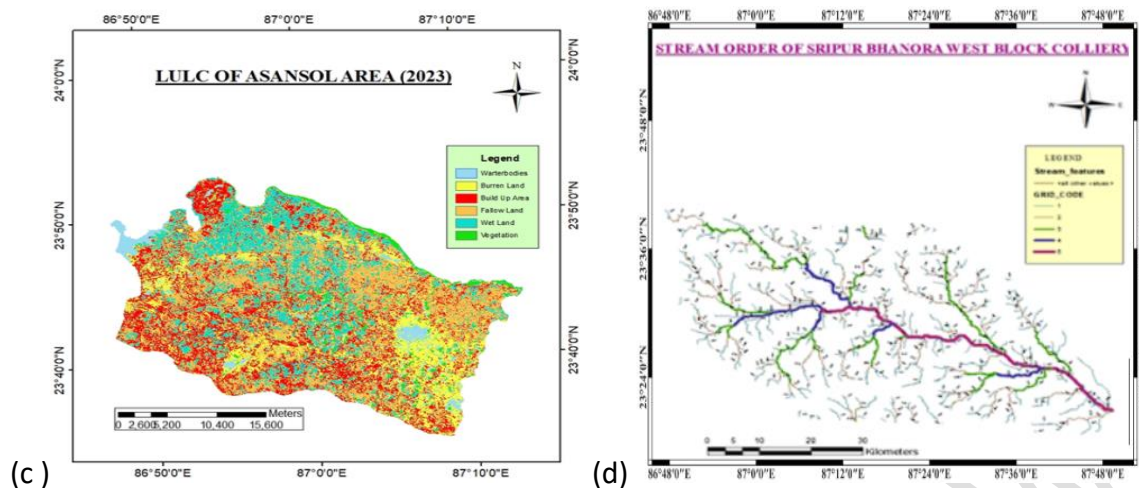 86°50'0"E 87°0'0"E 87°10'0"E
LULC OF ASANSOL AREA (2023)
N
24°0'0"N
24°0'0"N
Legend
Warterbodies
Burren Land
Build Up Area
Fallow Land
Wet Land
Vegetation
23°50'0"N
23°50'0"N
23°40'0"N
23°40'0"N
Meters
0 2,6005,200 10,400 15,600
86°50'0"E 87°0'0"E 87°10'0"E
(c )
86°48'0"E 87°0'0"E 87°12'0"E 87°24'0"E 87°36'0"E 87°48'0"E
STREAM ORDER OF SRIPUR BHANORA WEST BLOCK COLLIERY
N
W E
S
23°48'0"N
LEGEND
Stream_features
<all other values>
GRID_CODE
1
2
3
4
5
23°36'0"N
23°24'0"N
0 5 10 20 30
Kilometers
86°48'0"E 87°0'0"E 87°12'0"E 87°24'0"E 87°36'0"E 87°48'0"E
(d)